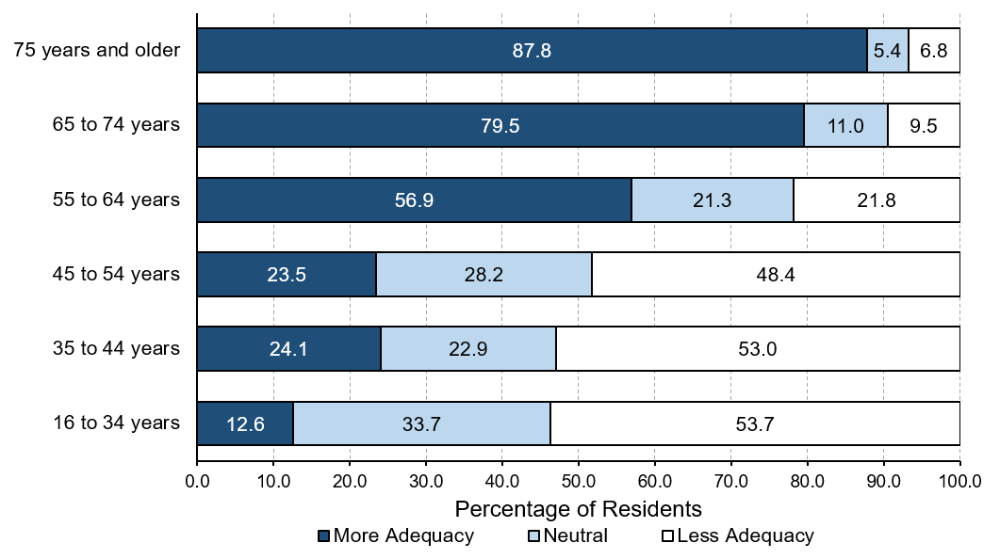 75 years and older 87.8 5.4 6.8
65 to 74 years 79.5 11.0 9.5
55 to 64 years 56.9 21.3 21.8
45 to 54 years 23.5 28.2 48.4
35 to 44 years 24.1 22.9 53.0
16 to 34 years 12.6 33.7 53.7
0.0 10.0 20.0 30.0 40.0 50.0 60.0 70.0 80.0 90.0 100.0
Percentage of Residents
More Adequacy Neutral Less Adequacy